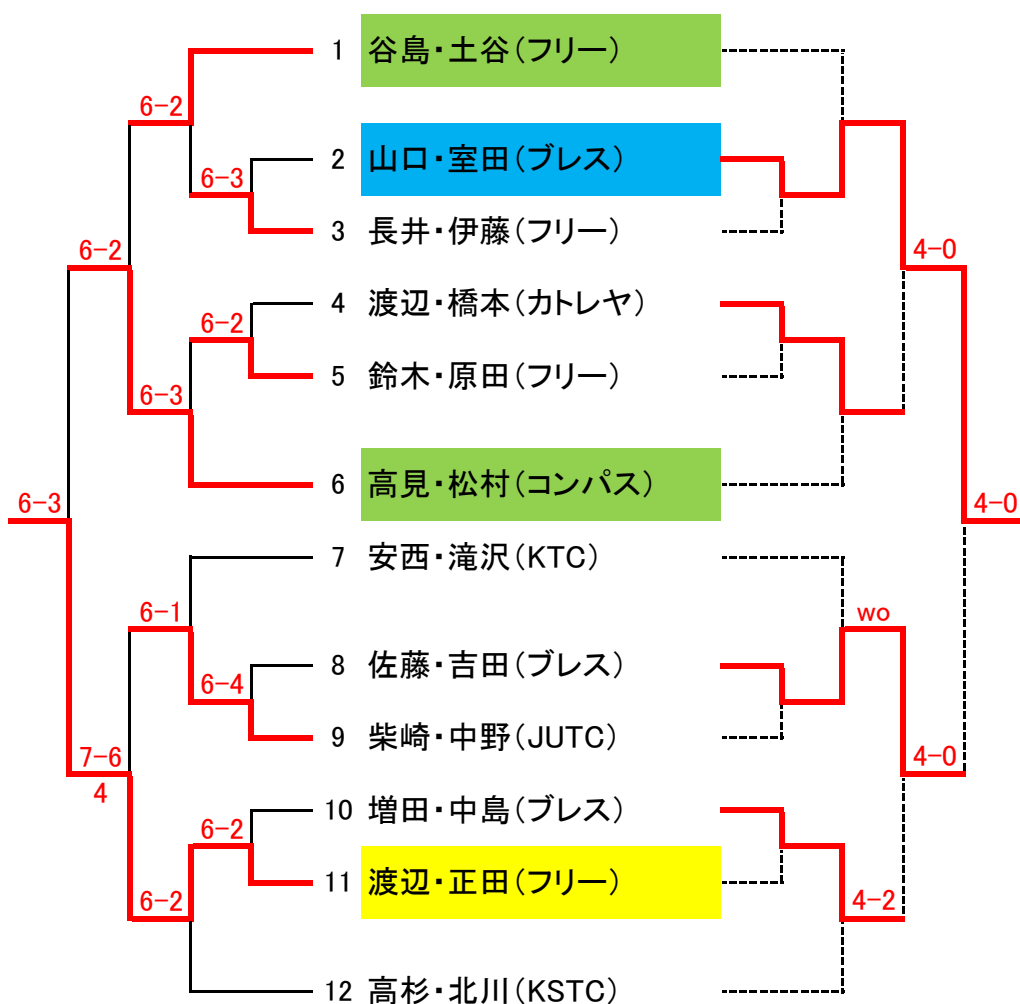 1 谷島・土谷(フリー)
6-2
2 山口・室田(ブレス)
6-3
3 長井・伊藤(フリー)
6-2 4-0
4 渡辺・橋本(カトレヤ)
6-2
5 鈴木・原田(フリー)
6-3
6 高見・松村(コンパス)
6-3 4-0
7 安西・滝沢(KTC)
6-1 wo
8 佐藤・吉田(ブレス)
6-4
9 柴崎・中野(JUTC)
7-6 4-0
4
10 増田・中島(ブレス)
6-2
11 渡辺・正田(フリー)
6-2 4-2
12 高杉・北川(KSTC)